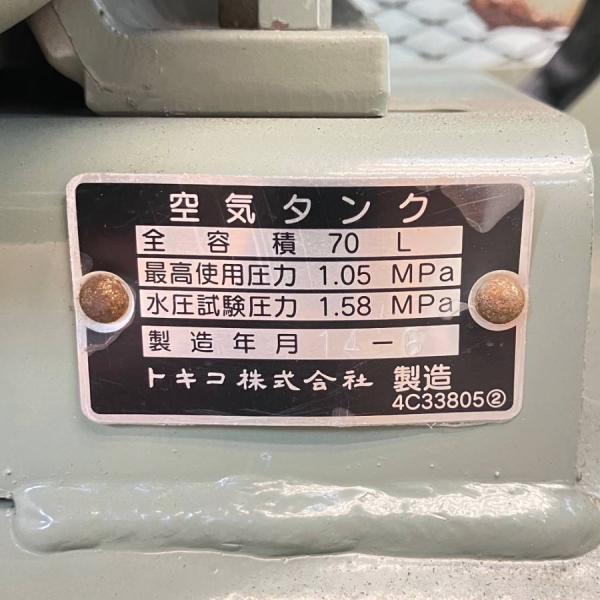 空気タンク
全容積 70 L
最高使用圧力 1.05 MPa
水圧試験圧力 1.58 MPa
製造年月 14-6
トキコ株式会社 製造
4C33805②